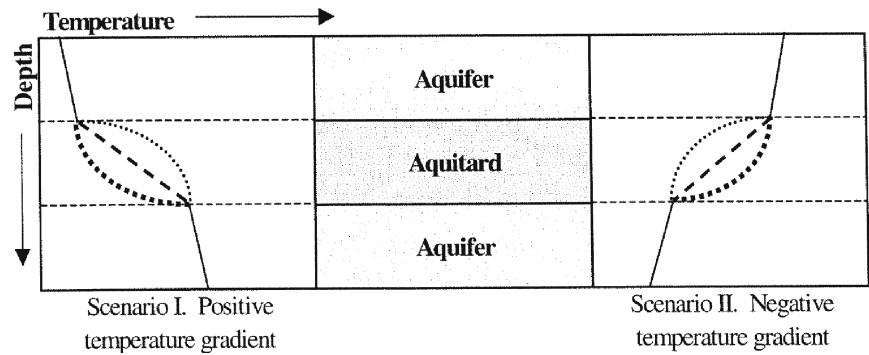 Temperature
Depth
Aquifer
Aquitard
Aquifer
Scenario I. Positive
temperature gradient
Scenario II. Negative
temperature gradient